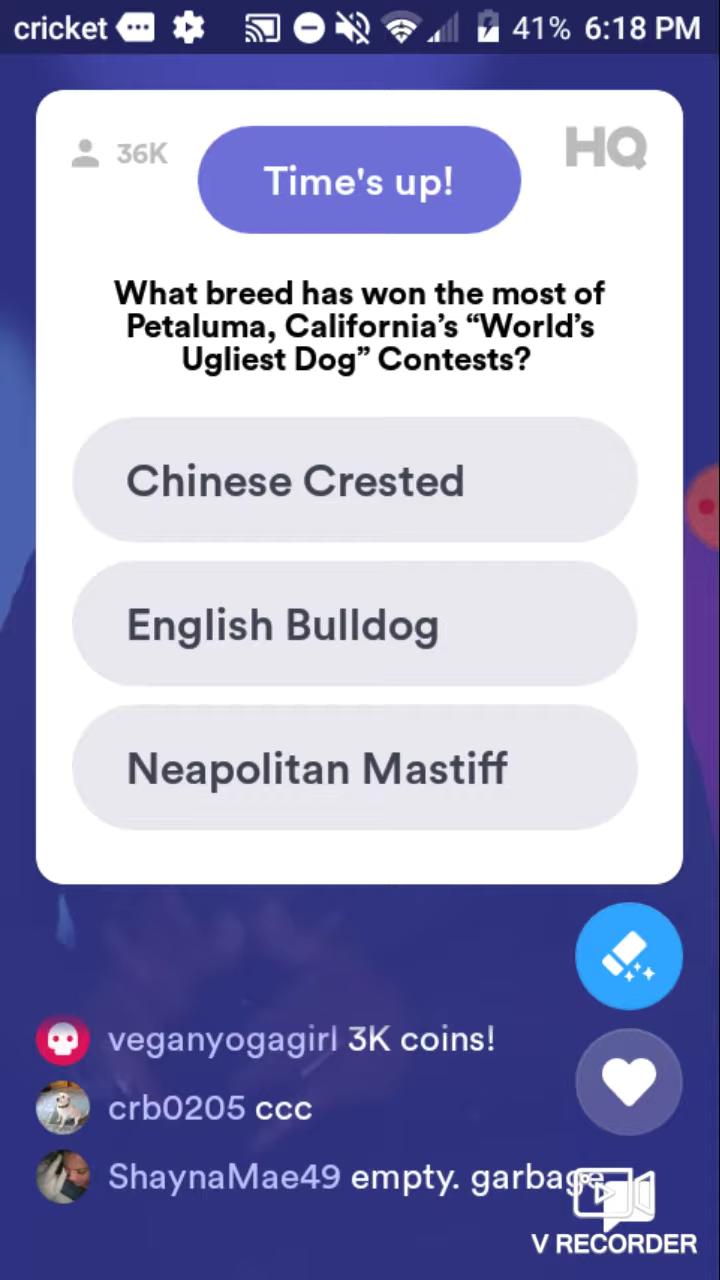 cricket 41% 6:18 PM
36K Time's up! HQ
What breed has won the most of
Petaluma, California’s “World’s
Ugliest Dog” Contests?
Chinese Crested
English Bulldog
Neapolitan Mastiff
veganyogagirl 3K coins!
crb0205 ccc
ShaynaMae49 empty. garbage
V RECORDER